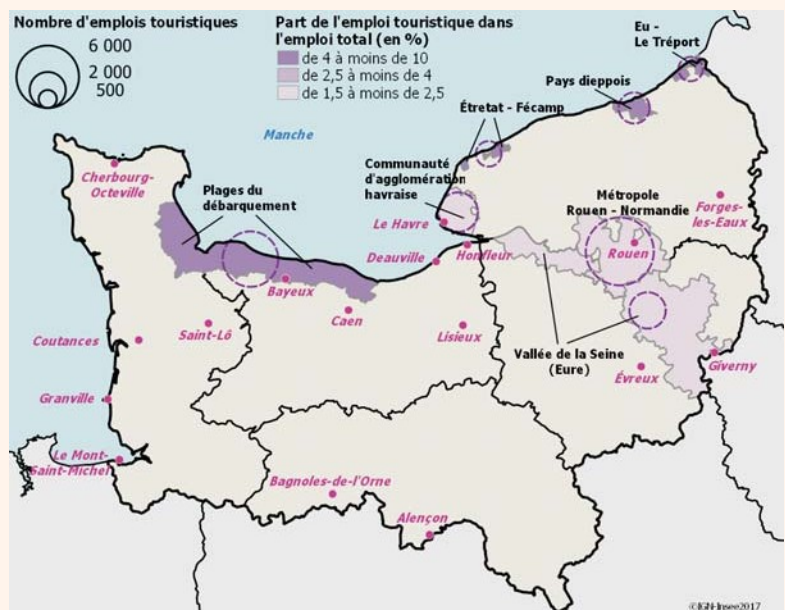 Nombre d'emplois touristiques
6 000
2 000
500
Part de l'emploi touristique dans
l'emploi total (en %)
de 4 à moins de 10
de 2,5 à moins de 4
de 1,5 à moins de 2,5
Eu -
Le Tréport
Pays dieppois
Étretat - Fécamp
Manche
Communauté
d'agglomération
havraise
Cherbourg-
Octeville
Plages du
débarquement
Métropole
Rouen - Normandie
Forges-
les-Eaux
Le Havre
Deauville
Honfleur
Rouen
Bayeux
Caen
Saint-Lô
Coutances
Lisieux
Vallée de la Seine
(Eure)
Giverny
Évreux
Granville
Le Mont-
Saint-Michel
Bagnoles-de-l'Orne
Alençon
©IGN-Insee2017